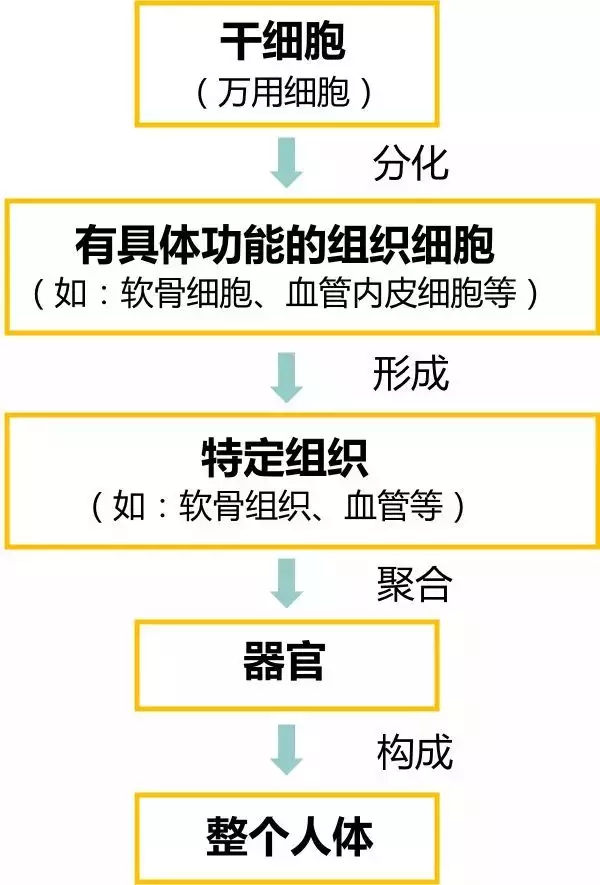 干细胞
（万用细胞）
分化
有具体功能的组织细胞
（如：软骨细胞、血管内皮细胞等）
形成
特定组织
（如：软骨组织、血管等）
聚合
器官
构成
整个人体